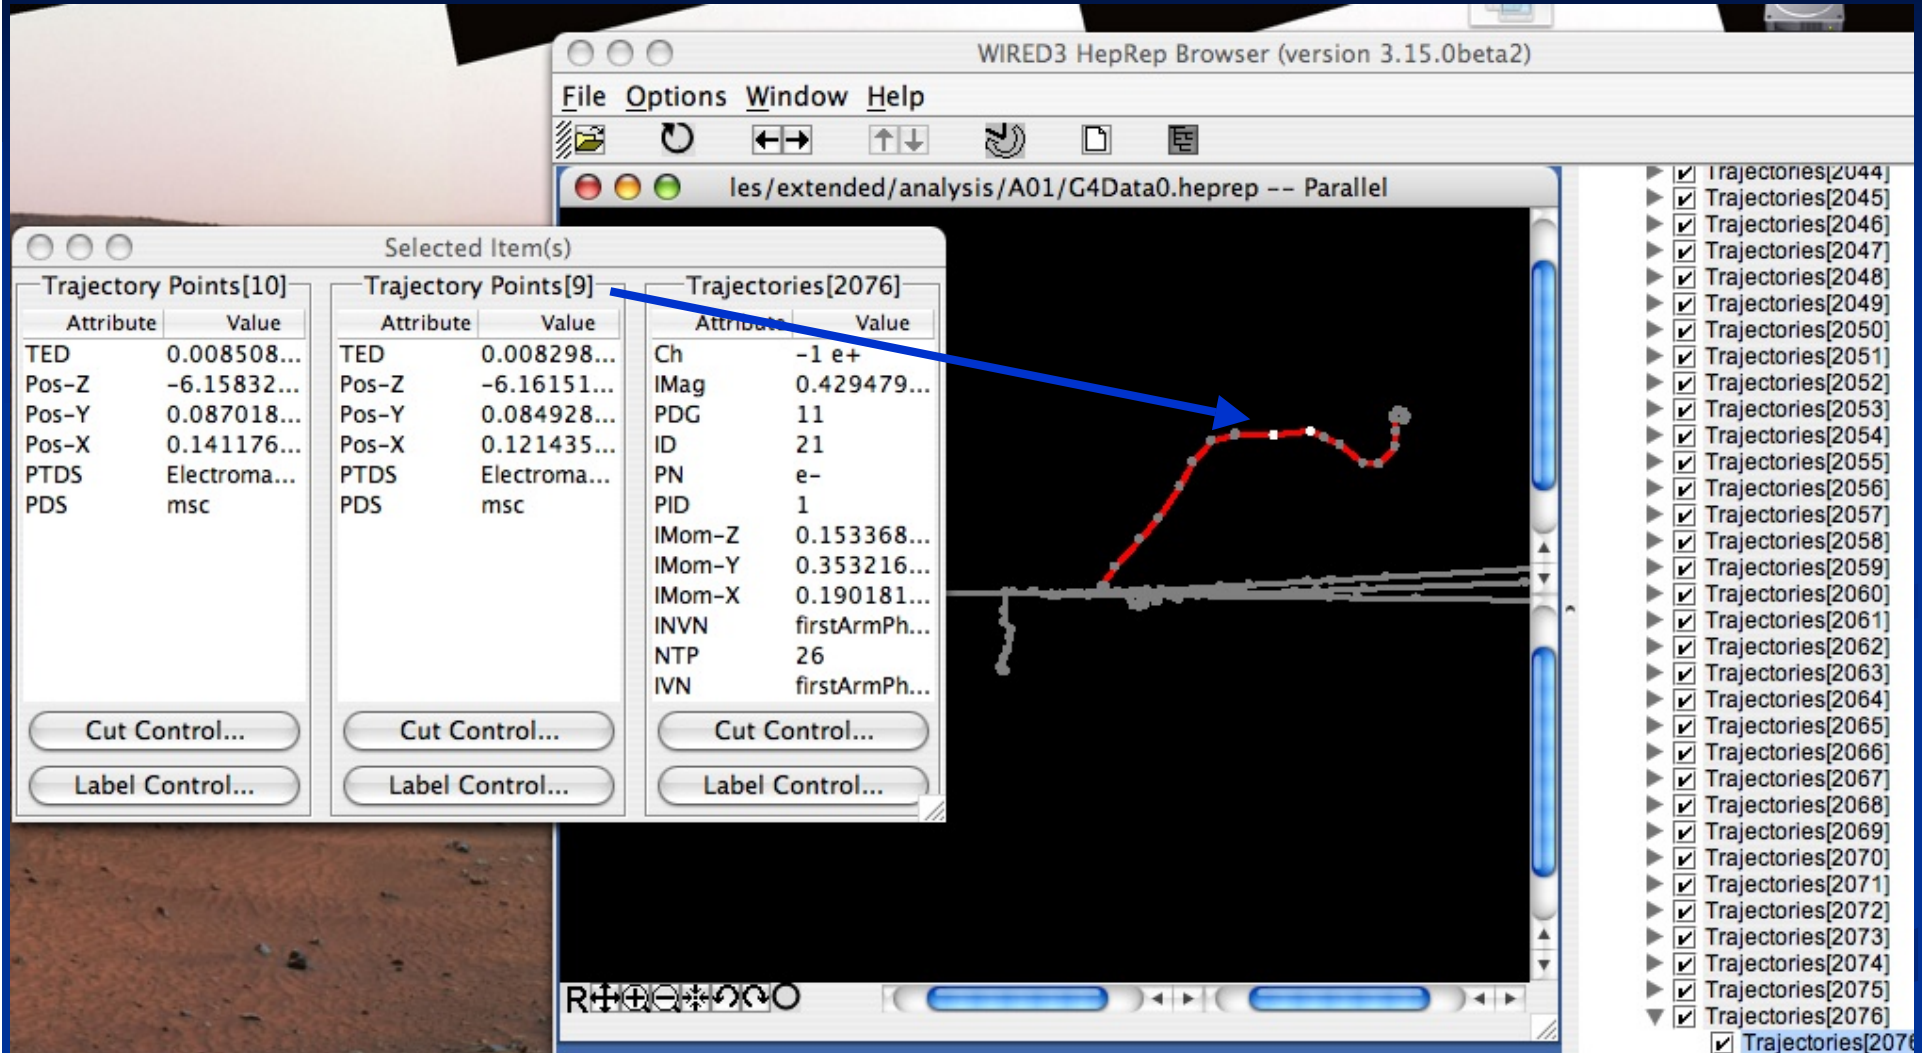 WIRED3 HepRep Browser (version 3.15.0beta2)
File Options Window Help
les/extended/analysis/A01/G4Data0.heprep -- Parallel
Selected Item(s)
Trajectory Points[10]
Attribute Value
TED 0.008508...
Pos-Z -6.15832...
Pos-Y 0.087018...
Pos-X 0.141176...
PTDS Electroma...
PDS msc
Cut Control...
Label Control...
Trajectory Points[9]
Attribute Value
TED 0.008298...
Pos-Z -6.16151...
Pos-Y 0.084928...
Pos-X 0.121435...
PTDS Electroma...
PDS msc
Cut Control...
Label Control...
Trajectories[2076]
Attribute Value
Ch -1 e+
IMag 0.429479...
PDG 11
ID 21
PN e-
PID 1
IMom-Z 0.153368...
IMom-Y 0.353216...
IMom-X 0.190181...
INVN firstArmPh...
NTP 26
IVN firstArmPh...
Cut Control...
Label Control...
R
Trajectories[2044]
Trajectories[2045]
Trajectories[2046]
Trajectories[2047]
Trajectories[2048]
Trajectories[2049]
Trajectories[2050]
Trajectories[2051]
Trajectories[2052]
Trajectories[2053]
Trajectories[2054]
Trajectories[2055]
Trajectories[2056]
Trajectories[2057]
Trajectories[2058]
Trajectories[2059]
Trajectories[2060]
Trajectories[2061]
Trajectories[2062]
Trajectories[2063]
Trajectories[2064]
Trajectories[2065]
Trajectories[2066]
Trajectories[2067]
Trajectories[2068]
Trajectories[2069]
Trajectories[2070]
Trajectories[2071]
Trajectories[2072]
Trajectories[2073]
Trajectories[2074]
Trajectories[2075]
Trajectories[2076]
Trajectories[2076